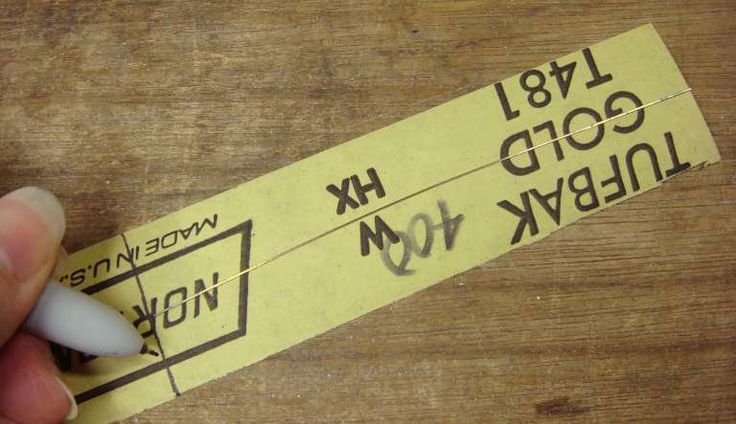 TUFBAK
GOLD
T481
400
W
HX
NOR
MADE IN U.S.